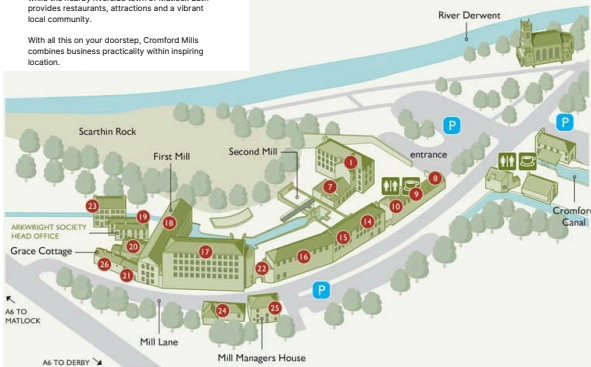 provides restaurants, attractions and a vibrant
local community.
With all this on your doorstep, Cromford Mills
combines business practicality within inspiring
location.
River Derwent
P
P
Scarthin Rock
First Mill
Second Mill
entrance
1
7
8
9
10
14
15
16
17
18
19
20
21
22
23
24
25
26
ARKWRIGHT SOCIETY
HEAD OFFICE
Grace Cottage
Cromford
Canal
P
A6 TO
MATLOCK
Mill Lane
Mill Managers House
A6 TO DERBY